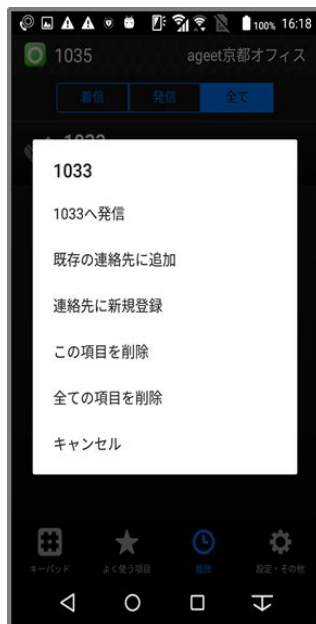 100% 16:18
1035 ageet京都オフィス
着信 発信 全て
1033
1033
1033へ発信
既存の連絡先に追加
連絡先に新規登録
この項目を削除
全ての項目を削除
キャンセル
キーパッド よく使う項目 履歴 設定・その他